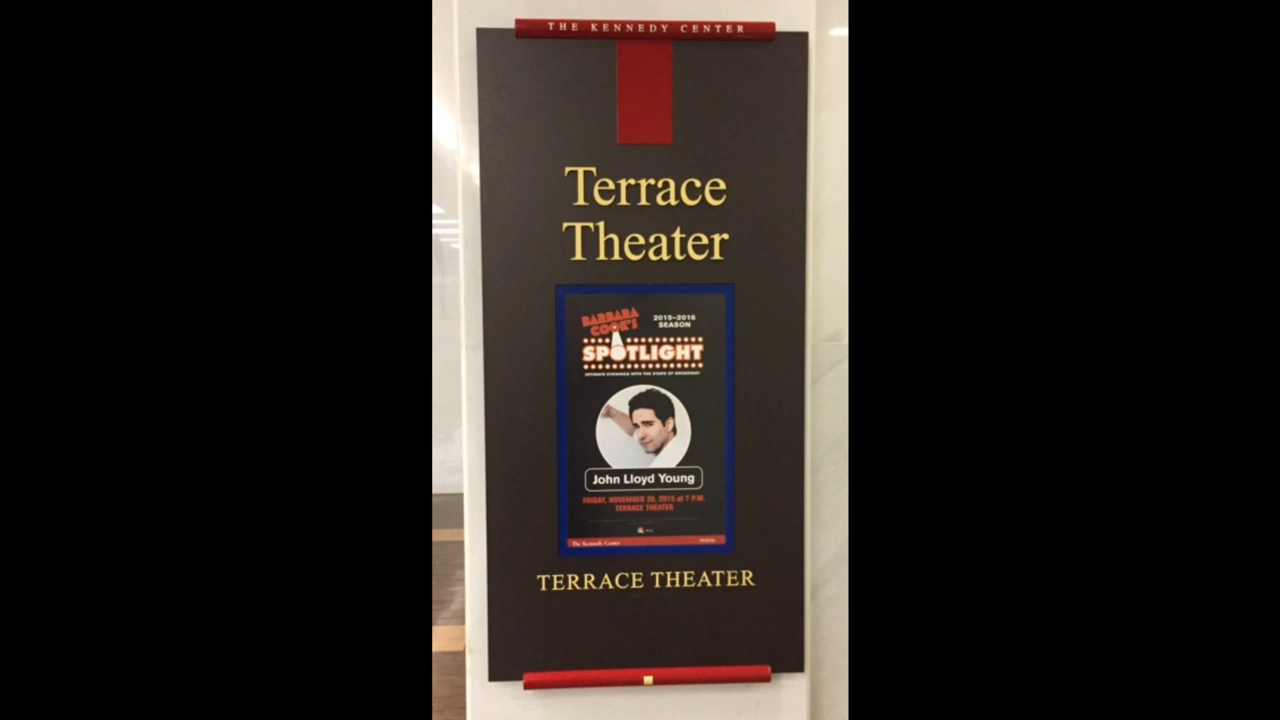 THE KENNEDY CENTER
Terrace
Theater
BARBARA
COOK'S
2015–2016
SEASON
SPOTLIGHT
INTIMATE EVENINGS WITH THE STARS OF BROADWAY
John Lloyd Young
FRIDAY, NOVEMBER 20, 2015 at 7 P.M.
TERRACE THEATER
The Kennedy Center
TERRACE THEATER